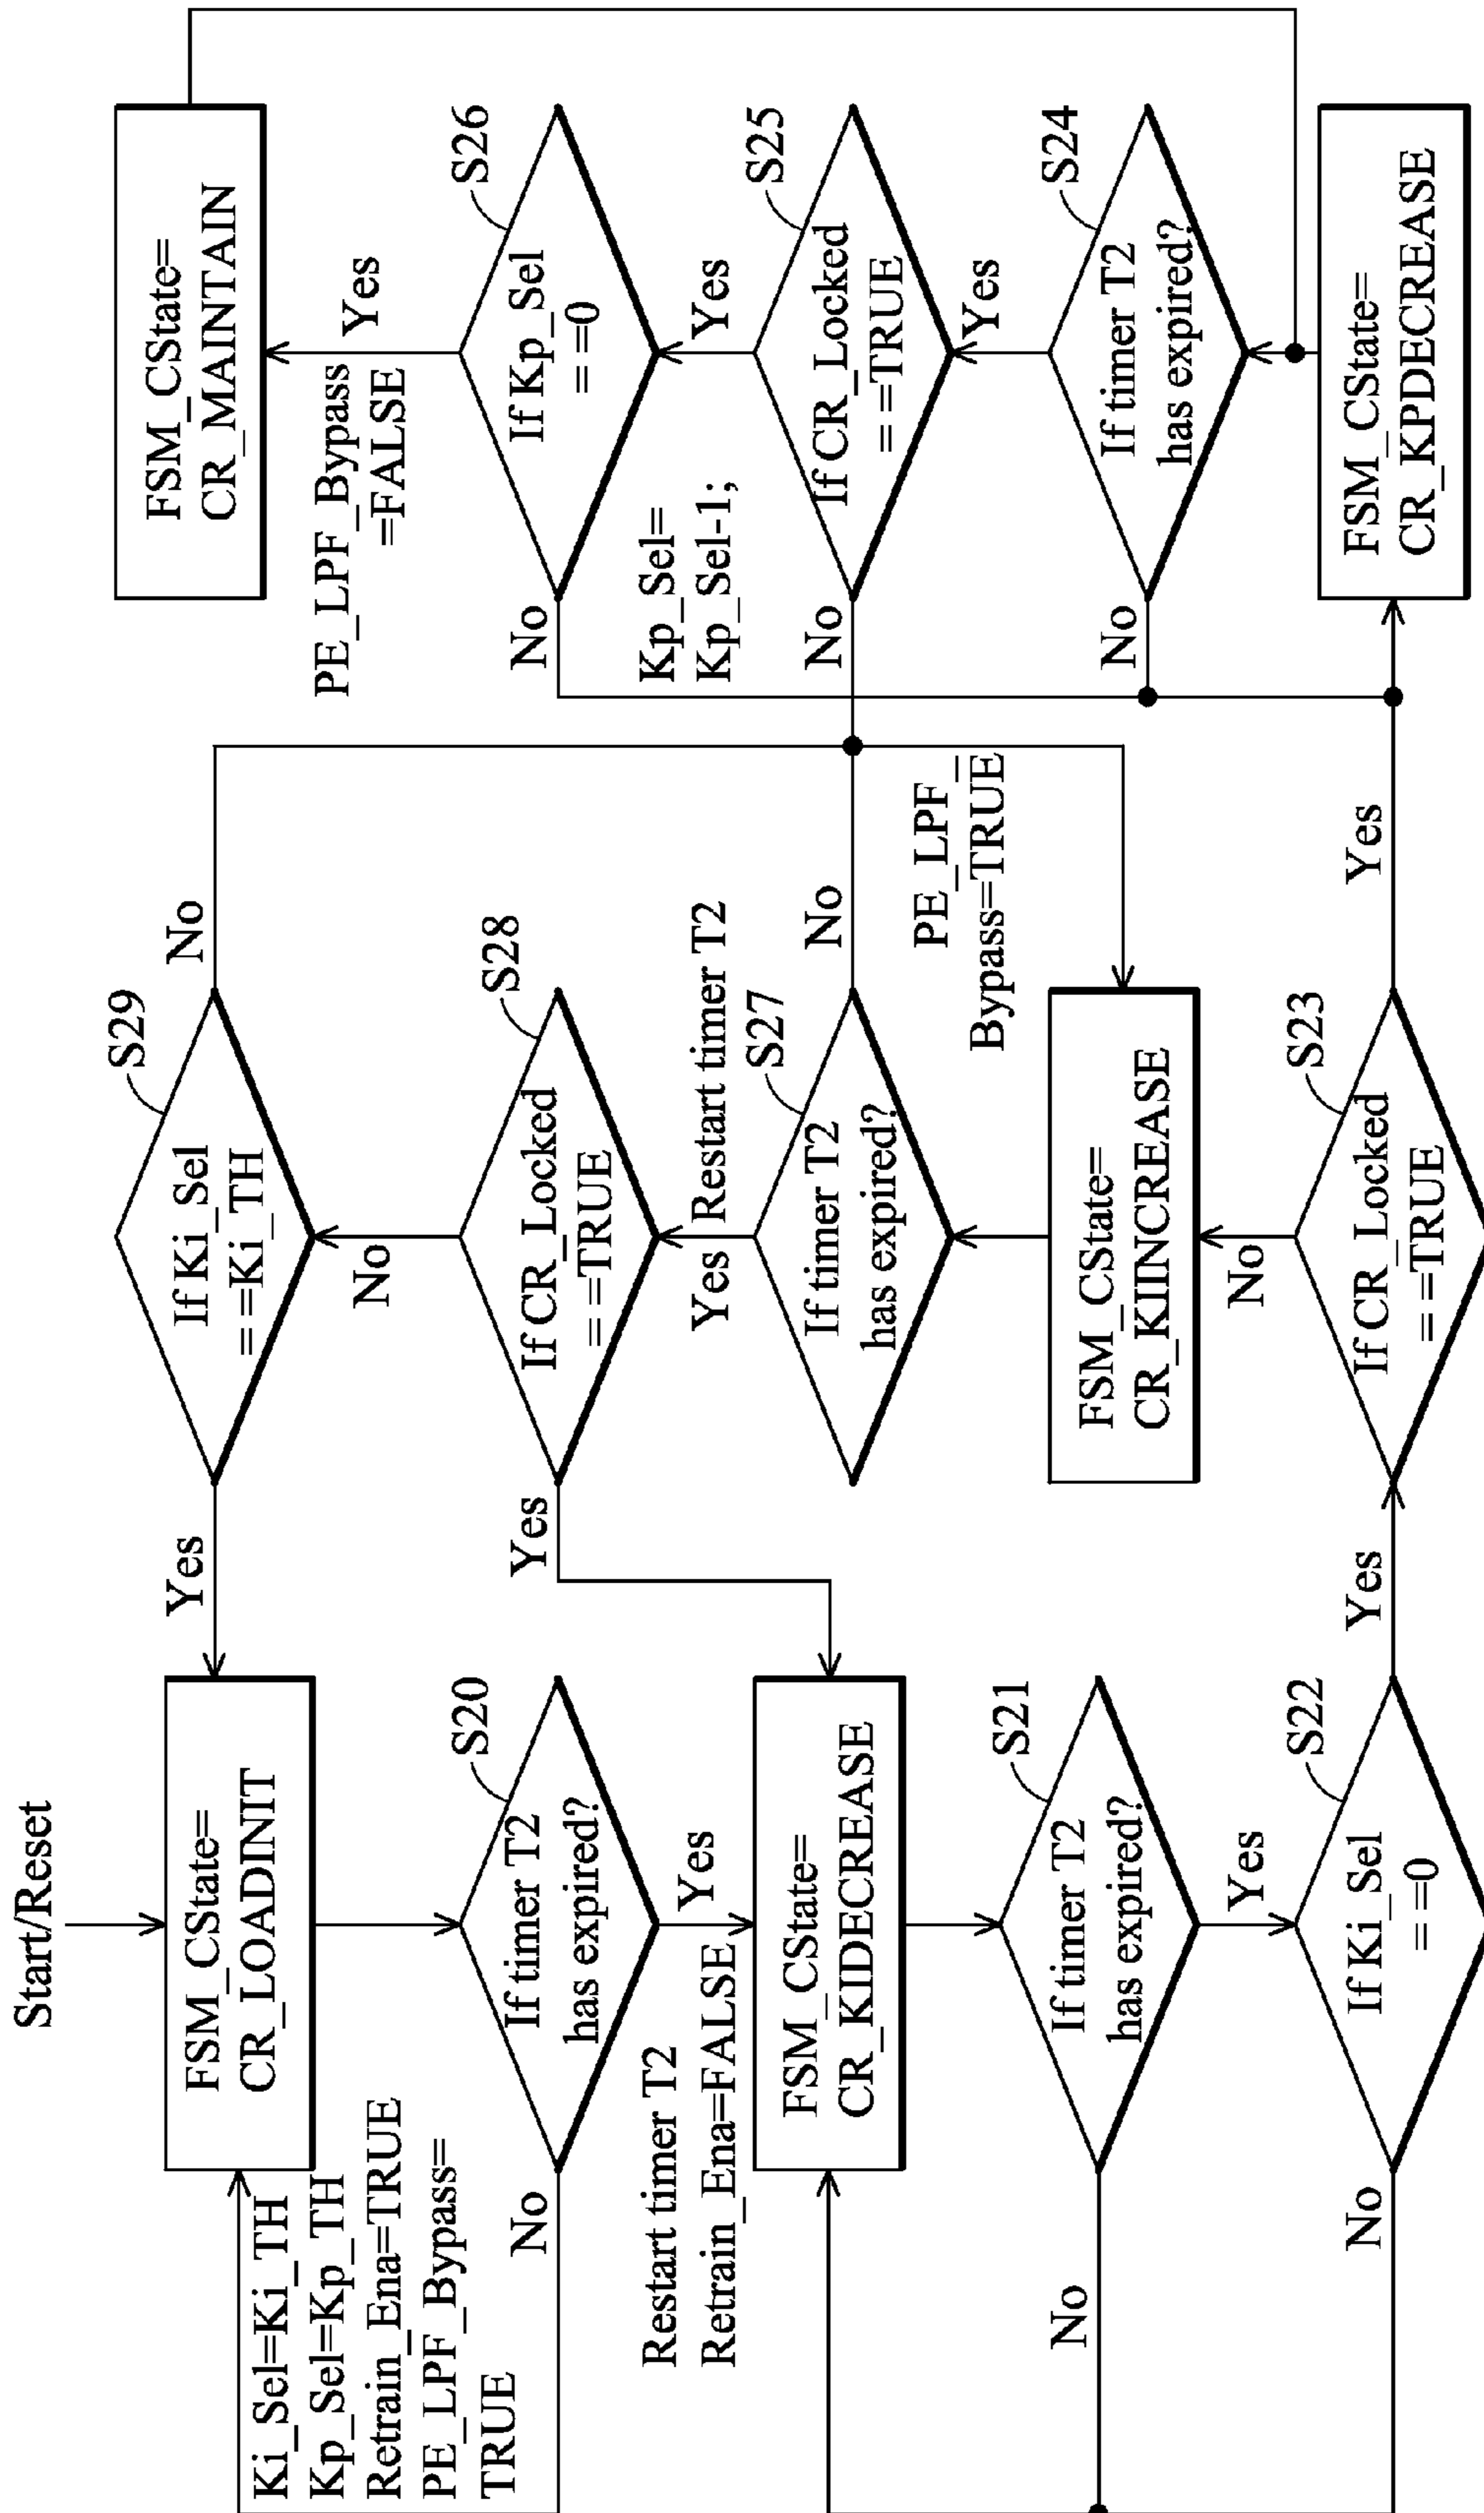 Start/Reset
FSM_CState=
CR_LOADINIT
Ki_Sel=Ki_TH
Kp_Sel=Kp_TH
Retrain_Ena=TRUE
PE_LPF_Bypass=
TRUE
S20
If timer T2
has expired?
No
Yes
Restart timer T2
Retrain_Ena=FALSE
FSM_CState=
CR_KIDECREASE
S21
If timer T2
has expired?
No
Yes
S22
If Ki_Sel
==0
No
Yes
S29
If Ki_Sel
==Ki_TH
Yes
No
S28
If CR_Locked
==TRUE
Yes
No
Yes
Restart timer T2
S27
If timer T2
has expired?
No
PE_LPF_
Bypass=TRUE
FSM_CState=
CR_KINCREASE
No
S23
If CR_Locked
==TRUE
Yes
FSM_CState=
CR_MAINTAIN
PE_LPF_Bypass
=FALSE
Yes
S26
If Kp_Sel
==0
No
Kp_Sel=
Kp_Sel-1;
Yes
S25
If CR_Locked
==TRUE
No
Yes
S24
If timer T2
has expired?
No
FSM_CState=
CR_KPDECREASE